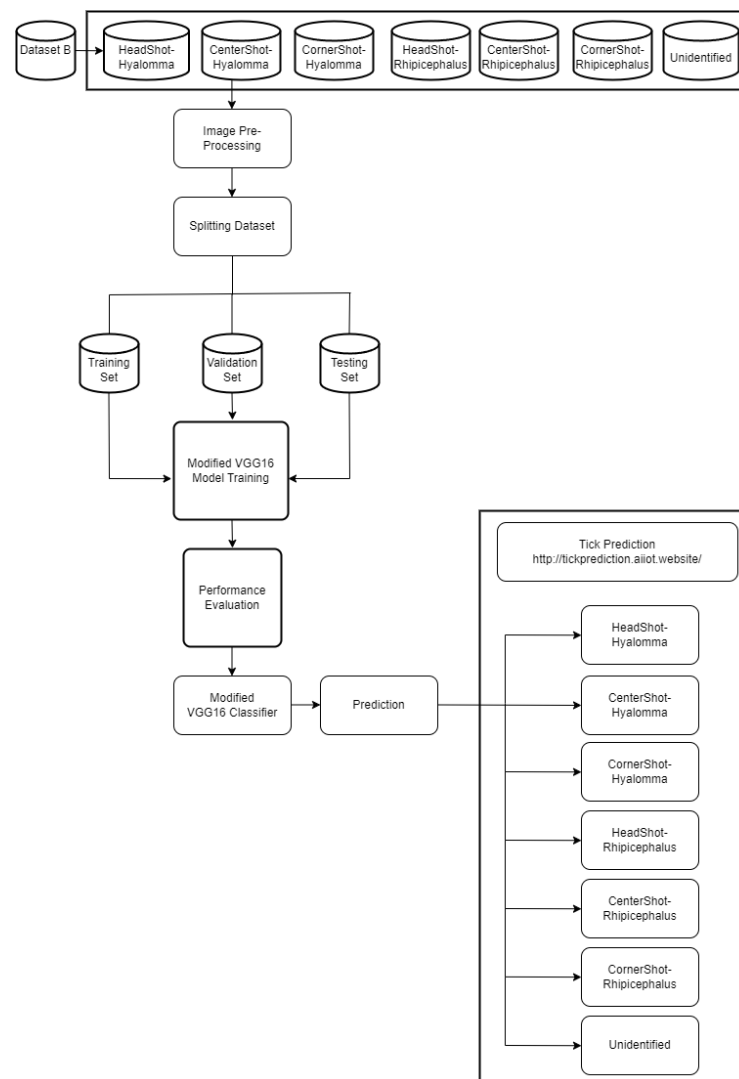 Dataset B
HeadShot-
Hyalomma
CenterShot-
Hyalomma
CornerShot-
Hyalomma
HeadShot-
Rhipicephalus
CenterShot-
Rhipicephalus
CornerShot-
Rhipicephalus
Unidentified
Image Pre-
Processing
Splitting Dataset
Training
Set
Validation
Set
Testing
Set
Modified VGG16
Model Training
Performance
Evaluation
Modified
VGG16 Classifier
Prediction
Tick Prediction
http://tickprediction.aiiot.website/
HeadShot-
Hyalomma
CenterShot-
Hyalomma
CornerShot-
Hyalomma
HeadShot-
Rhipicephalus
CenterShot-
Rhipicephalus
CornerShot-
Rhipicephalus
Unidentified